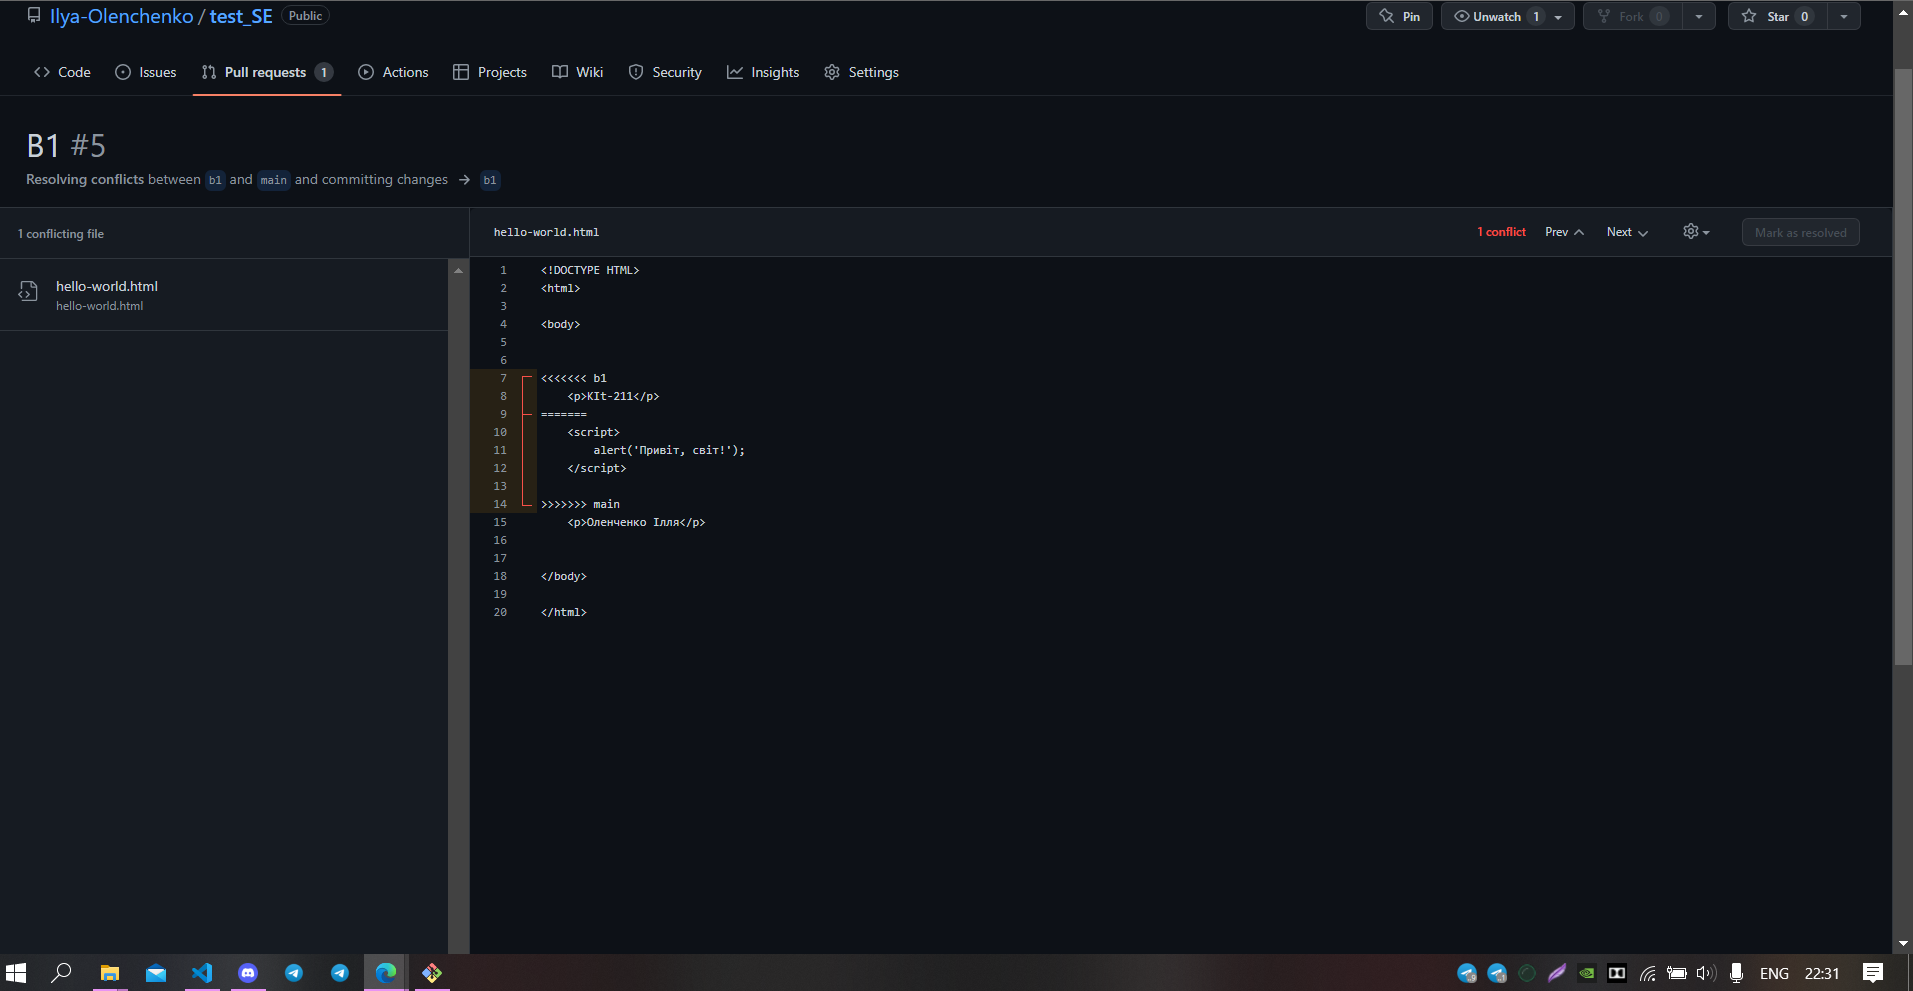 Ilya-Olenchenko / test_SE Public
Pin Unwatch 1 Fork 0 Star 0
Code Issues Pull requests 1 Actions Projects Wiki Security Insights Settings
B1 #5
Resolving conflicts between b1 and main and committing changes → b1
1 conflicting file
hello-world.html
hello-world.html
hello-world.html 1 conflict Prev Next Mark as resolved
1 <!DOCTYPE HTML>
2 <html>
3
4 <body>
5
6
7 <<<<<<< b1
8 <p>KIt-211</p>
9 =======
10 <script>
11 alert('Привіт, світ!');
12 </script>
13
14 >>>>>>> main
15 <p>Оленченко Ілля</p>
16
17
18 </body>
19
20 </html>
ENG 22:31